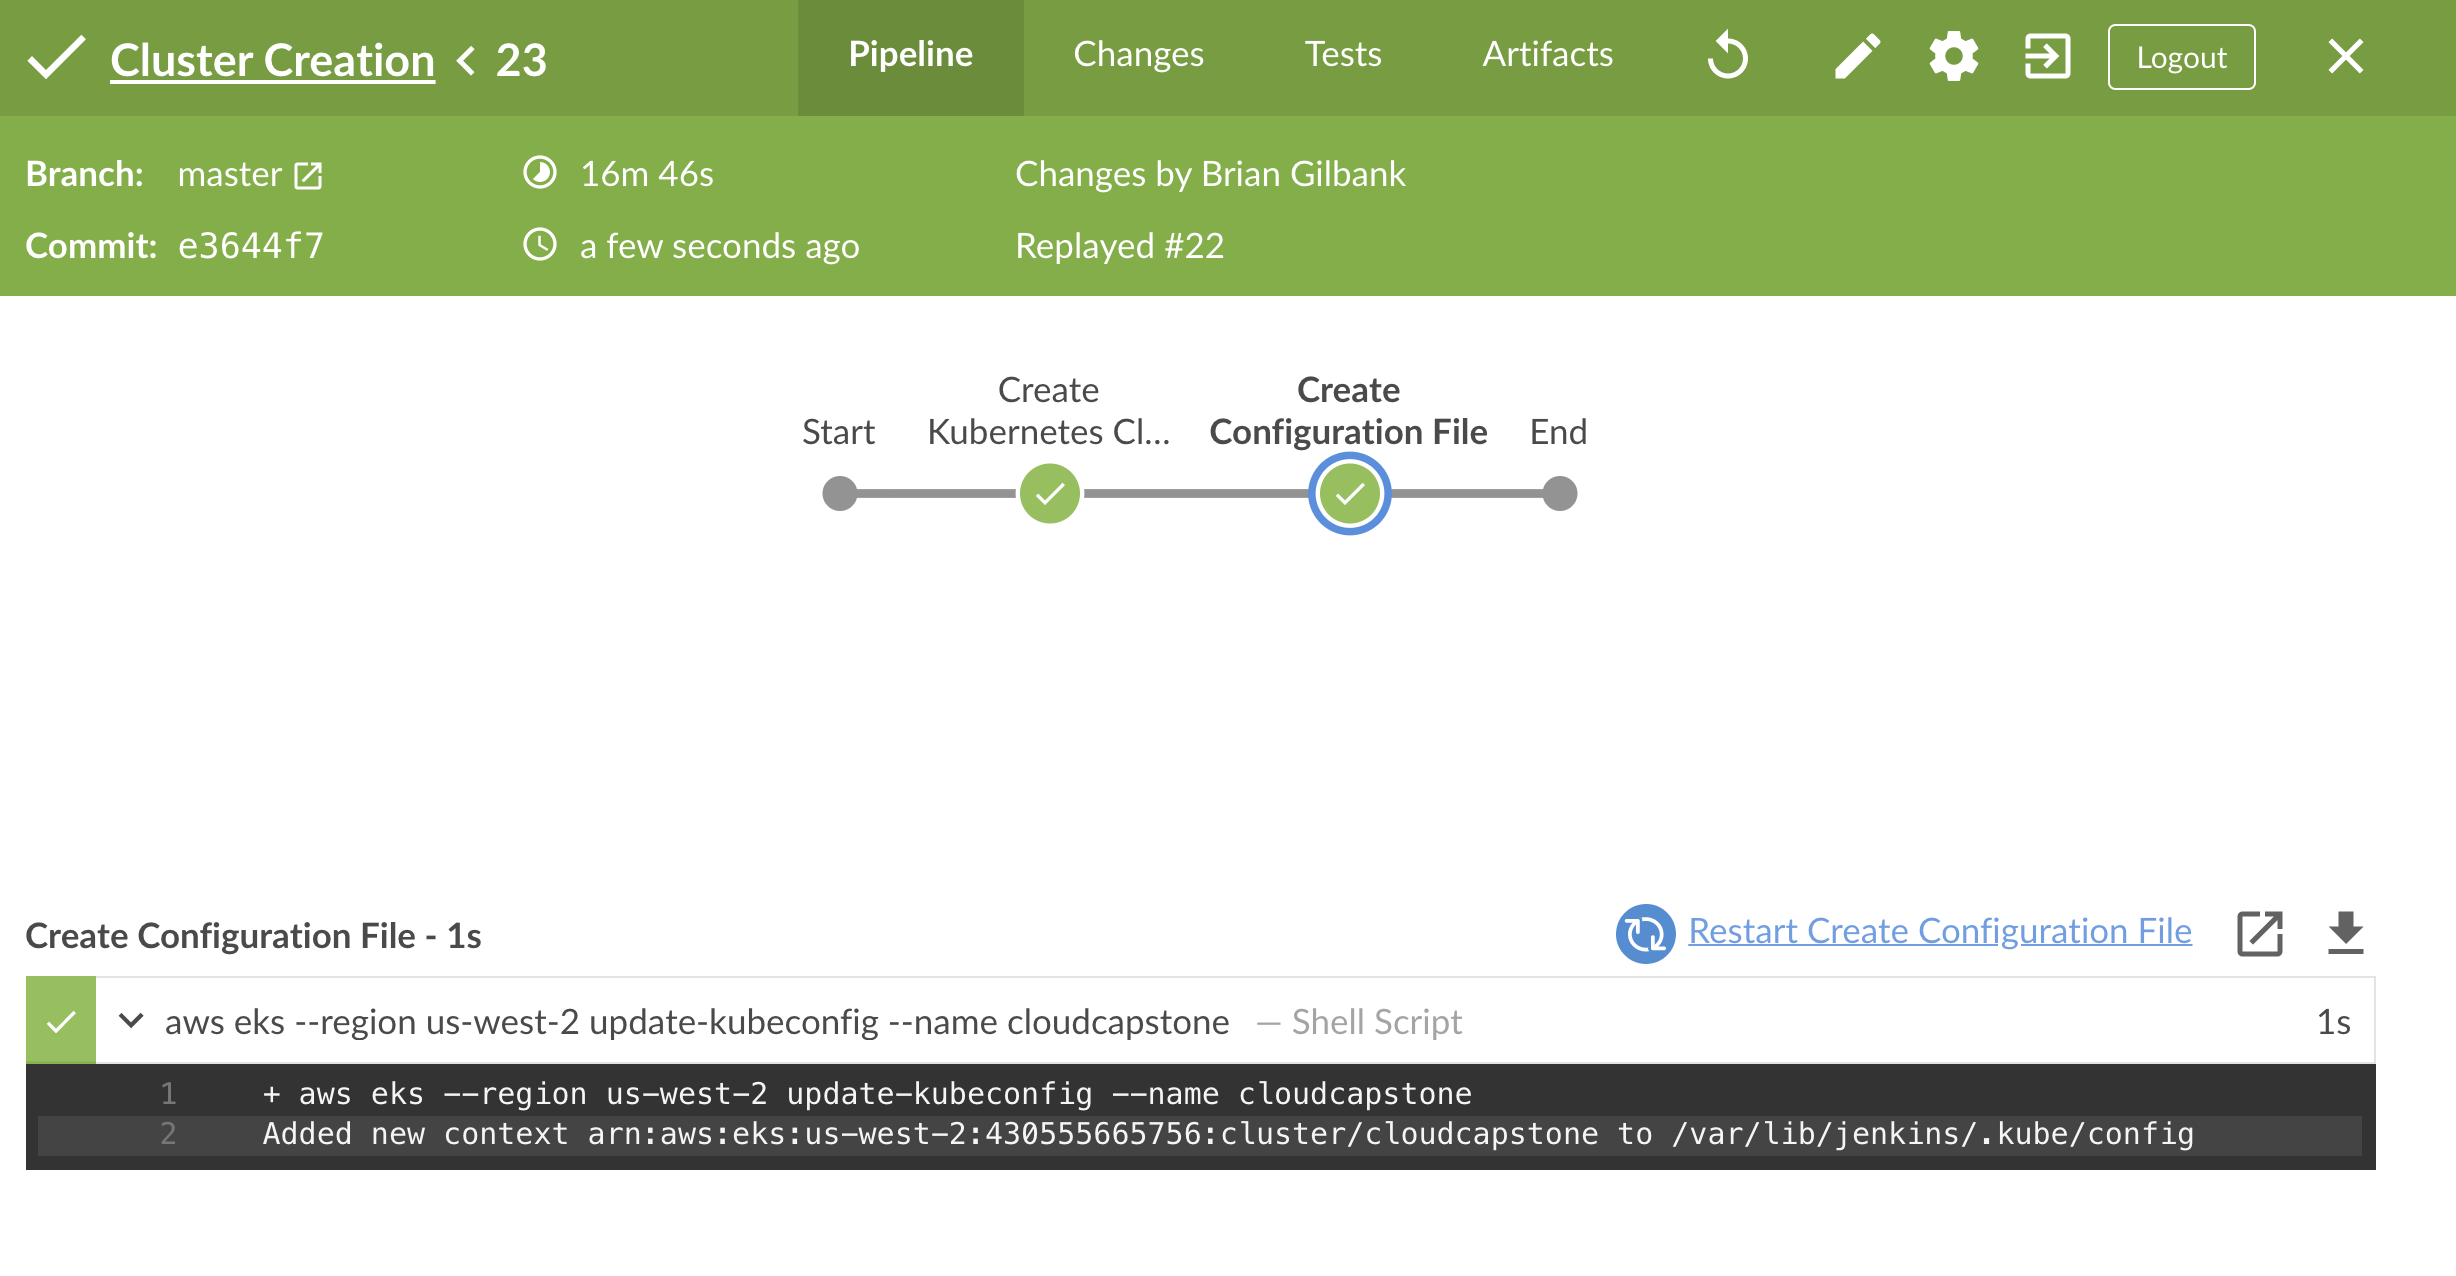 Cluster Creation < 23
Pipeline
Changes
Tests
Artifacts
Logout
Branch: master
16m 46s
Changes by Brian Gilbank
Commit: e3644f7
a few seconds ago
Replayed #22
Start
Create
Kubernetes Cl...
Create
Configuration File
End
Create Configuration File - 1s
Restart Create Configuration File
aws eks --region us-west-2 update-kubeconfig --name cloudcapstone — Shell Script 1s
1 + aws eks --region us-west-2 update-kubeconfig --name cloudcapstone
2 Added new context arn:aws:eks:us-west-2:430555665756:cluster/cloudcapstone to /var/lib/jenkins/.kube/config